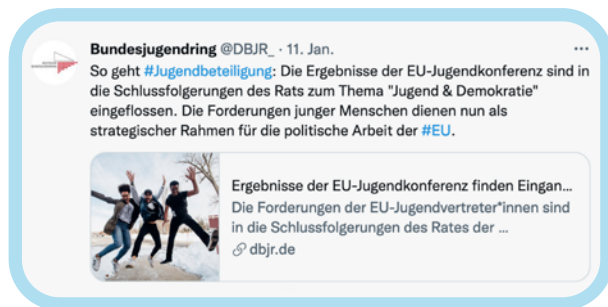 Bundesjugendring @DBJR_ · 11. Jan.
So geht #Jugendbeteiligung: Die Ergebnisse der EU-Jugendkonferenz sind in
die Schlussfolgerungen des Rats zum Thema "Jugend & Demokratie"
eingeflossen. Die Forderungen junger Menschen dienen nun als
strategischer Rahmen für die politische Arbeit der #EU.
Ergebnisse der EU-Jugendkonferenz finden Eingan...
Die Forderungen der EU-Jugendvertreter*innen sind
in die Schlussfolgerungen des Rates der ...
dbjr.de